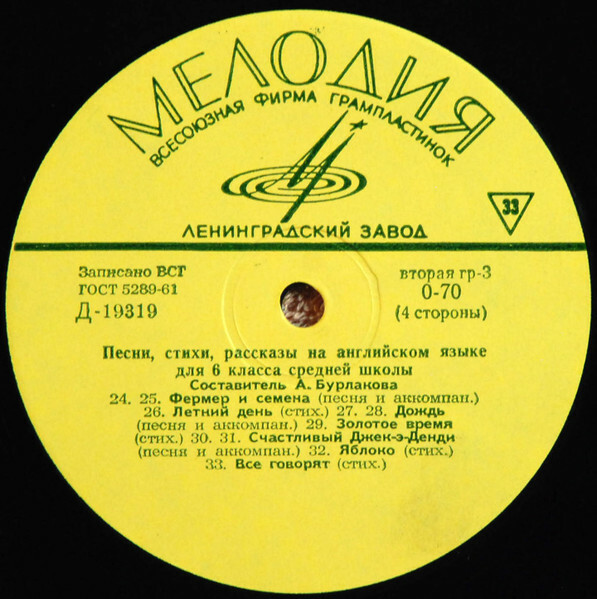 МЕЛОДИЯ
ВСЕСОЮЗНАЯ ФИРМА ГРАМПЛАСТИНОК
ЛЕНИНГРАДСКИЙ ЗАВОД
33
Записано ВСГ
ГОСТ 5289-61
Д-19319
вторая гр-3
0-70
(4 стороны)
Песни, стихи, рассказы на английском языке
для 6 класса средней школы
Составитель А. Бурлакова
24. 25. Фермер и семена (песня и аккомпан.)
26. Летний день (стих.) 27. 28. Дождь
(песня и аккомпан.) 29. Золотое время
(стих.) 30. 31. Счастливый Джек-э-Денди
(песня и аккомпан.) 32. Яблоко (стих.)
33. Все говорят (стих.)